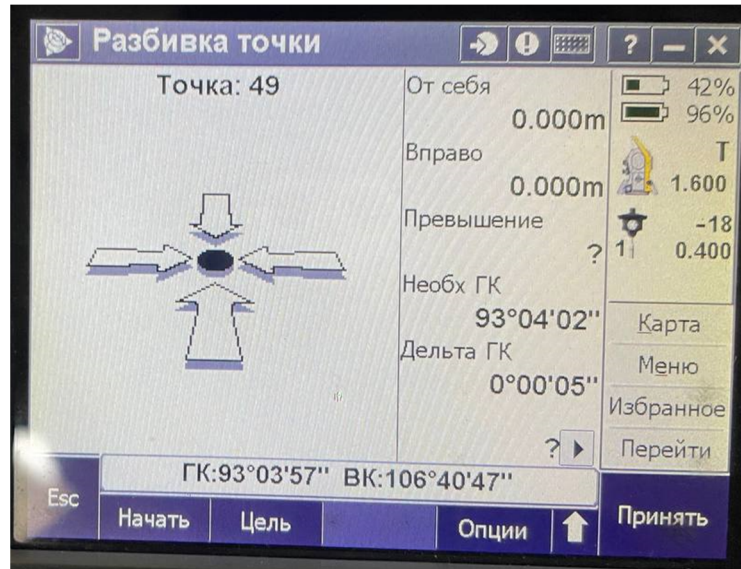 Разбивка точки
? – ×
Точка: 49
От себя
0.000m
Вправо
0.000m
Превышение
?
Необх ГК
93°04'02"
Дельта ГК
0°00'05"
?
42%
96%
T
1.600
-18
1 0.400
Карта
Меню
Избранное
Перейти
ГК:93°03'57" ВК:106°40'47"
Esc
Начать
Цель
Опции
Принять